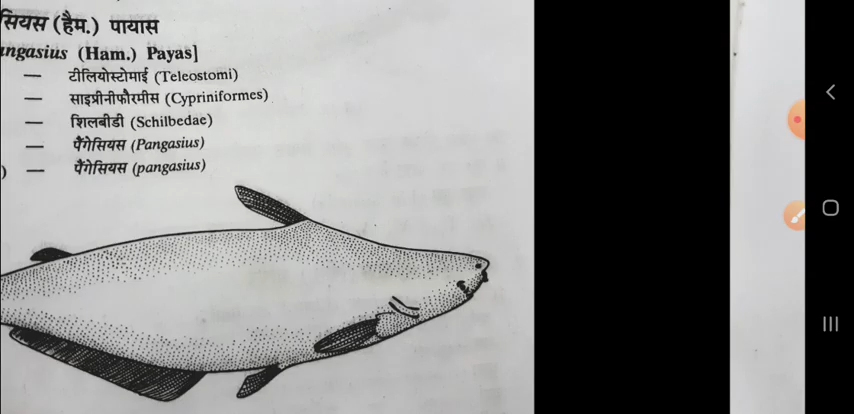 सियस (हैम.) पायास
ngasius (Ham.) Payas]
— टीलियोस्टोमाई (Teleostomi)
— साइप्रीनीफौरमीस (Cypriniformes)
— शिलबीडी (Schilbedae)
— पैंगेसियस (Pangasius)
) — पैंगेसियस (pangasius)